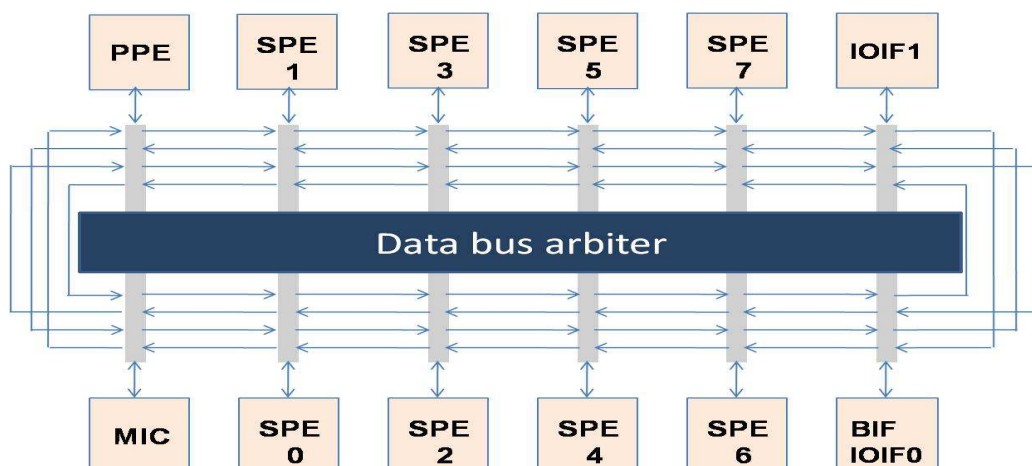 PPE
SPE
1
SPE
3
SPE
5
SPE
7
IOIF1
Data bus arbiter
MIC
SPE
0
SPE
2
SPE
4
SPE
6
BIF
IOIF0